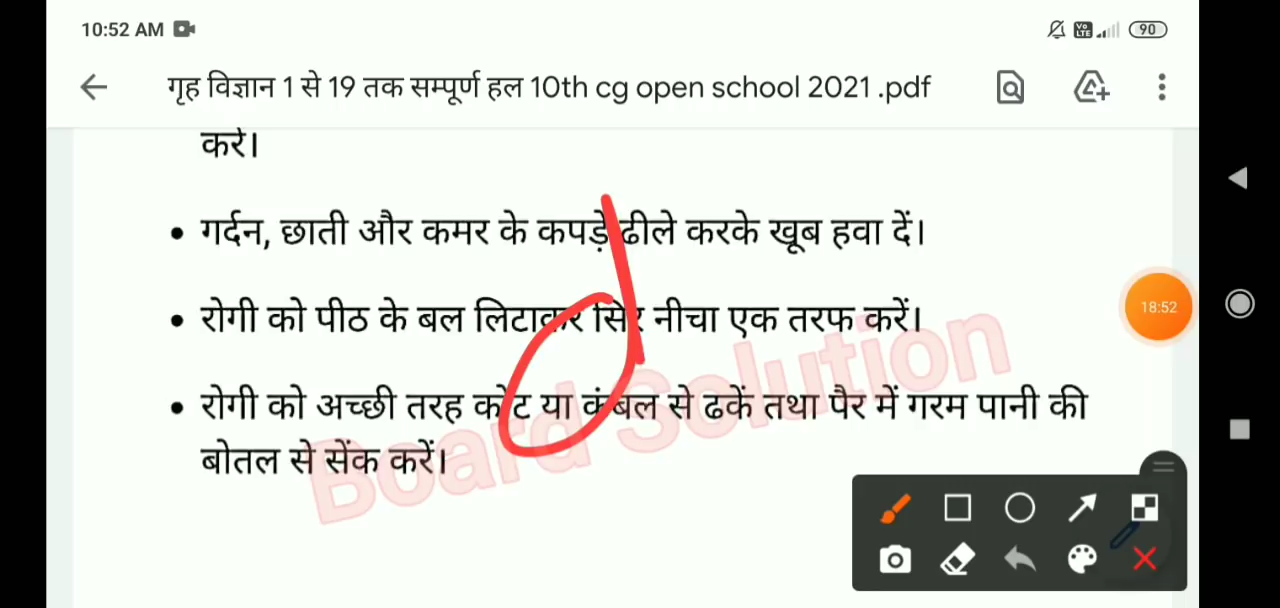 10:52 AM
Vo LTE
90
गृह विज्ञान 1 से 19 तक सम्पूर्ण हल 10th cg open school 2021 .pdf
करें।
• गर्दन, छाती और कमर के कपड़े ढीले करके खूब हवा दें।
• रोगी को पीठ के बल लिटाकर सिर नीचा एक तरफ करें।
• रोगी को अच्छी तरह कोट या कंबल से ढकें तथा पैर में गरम पानी की
बोतल से सेंक करें।
Board Solution
18:52